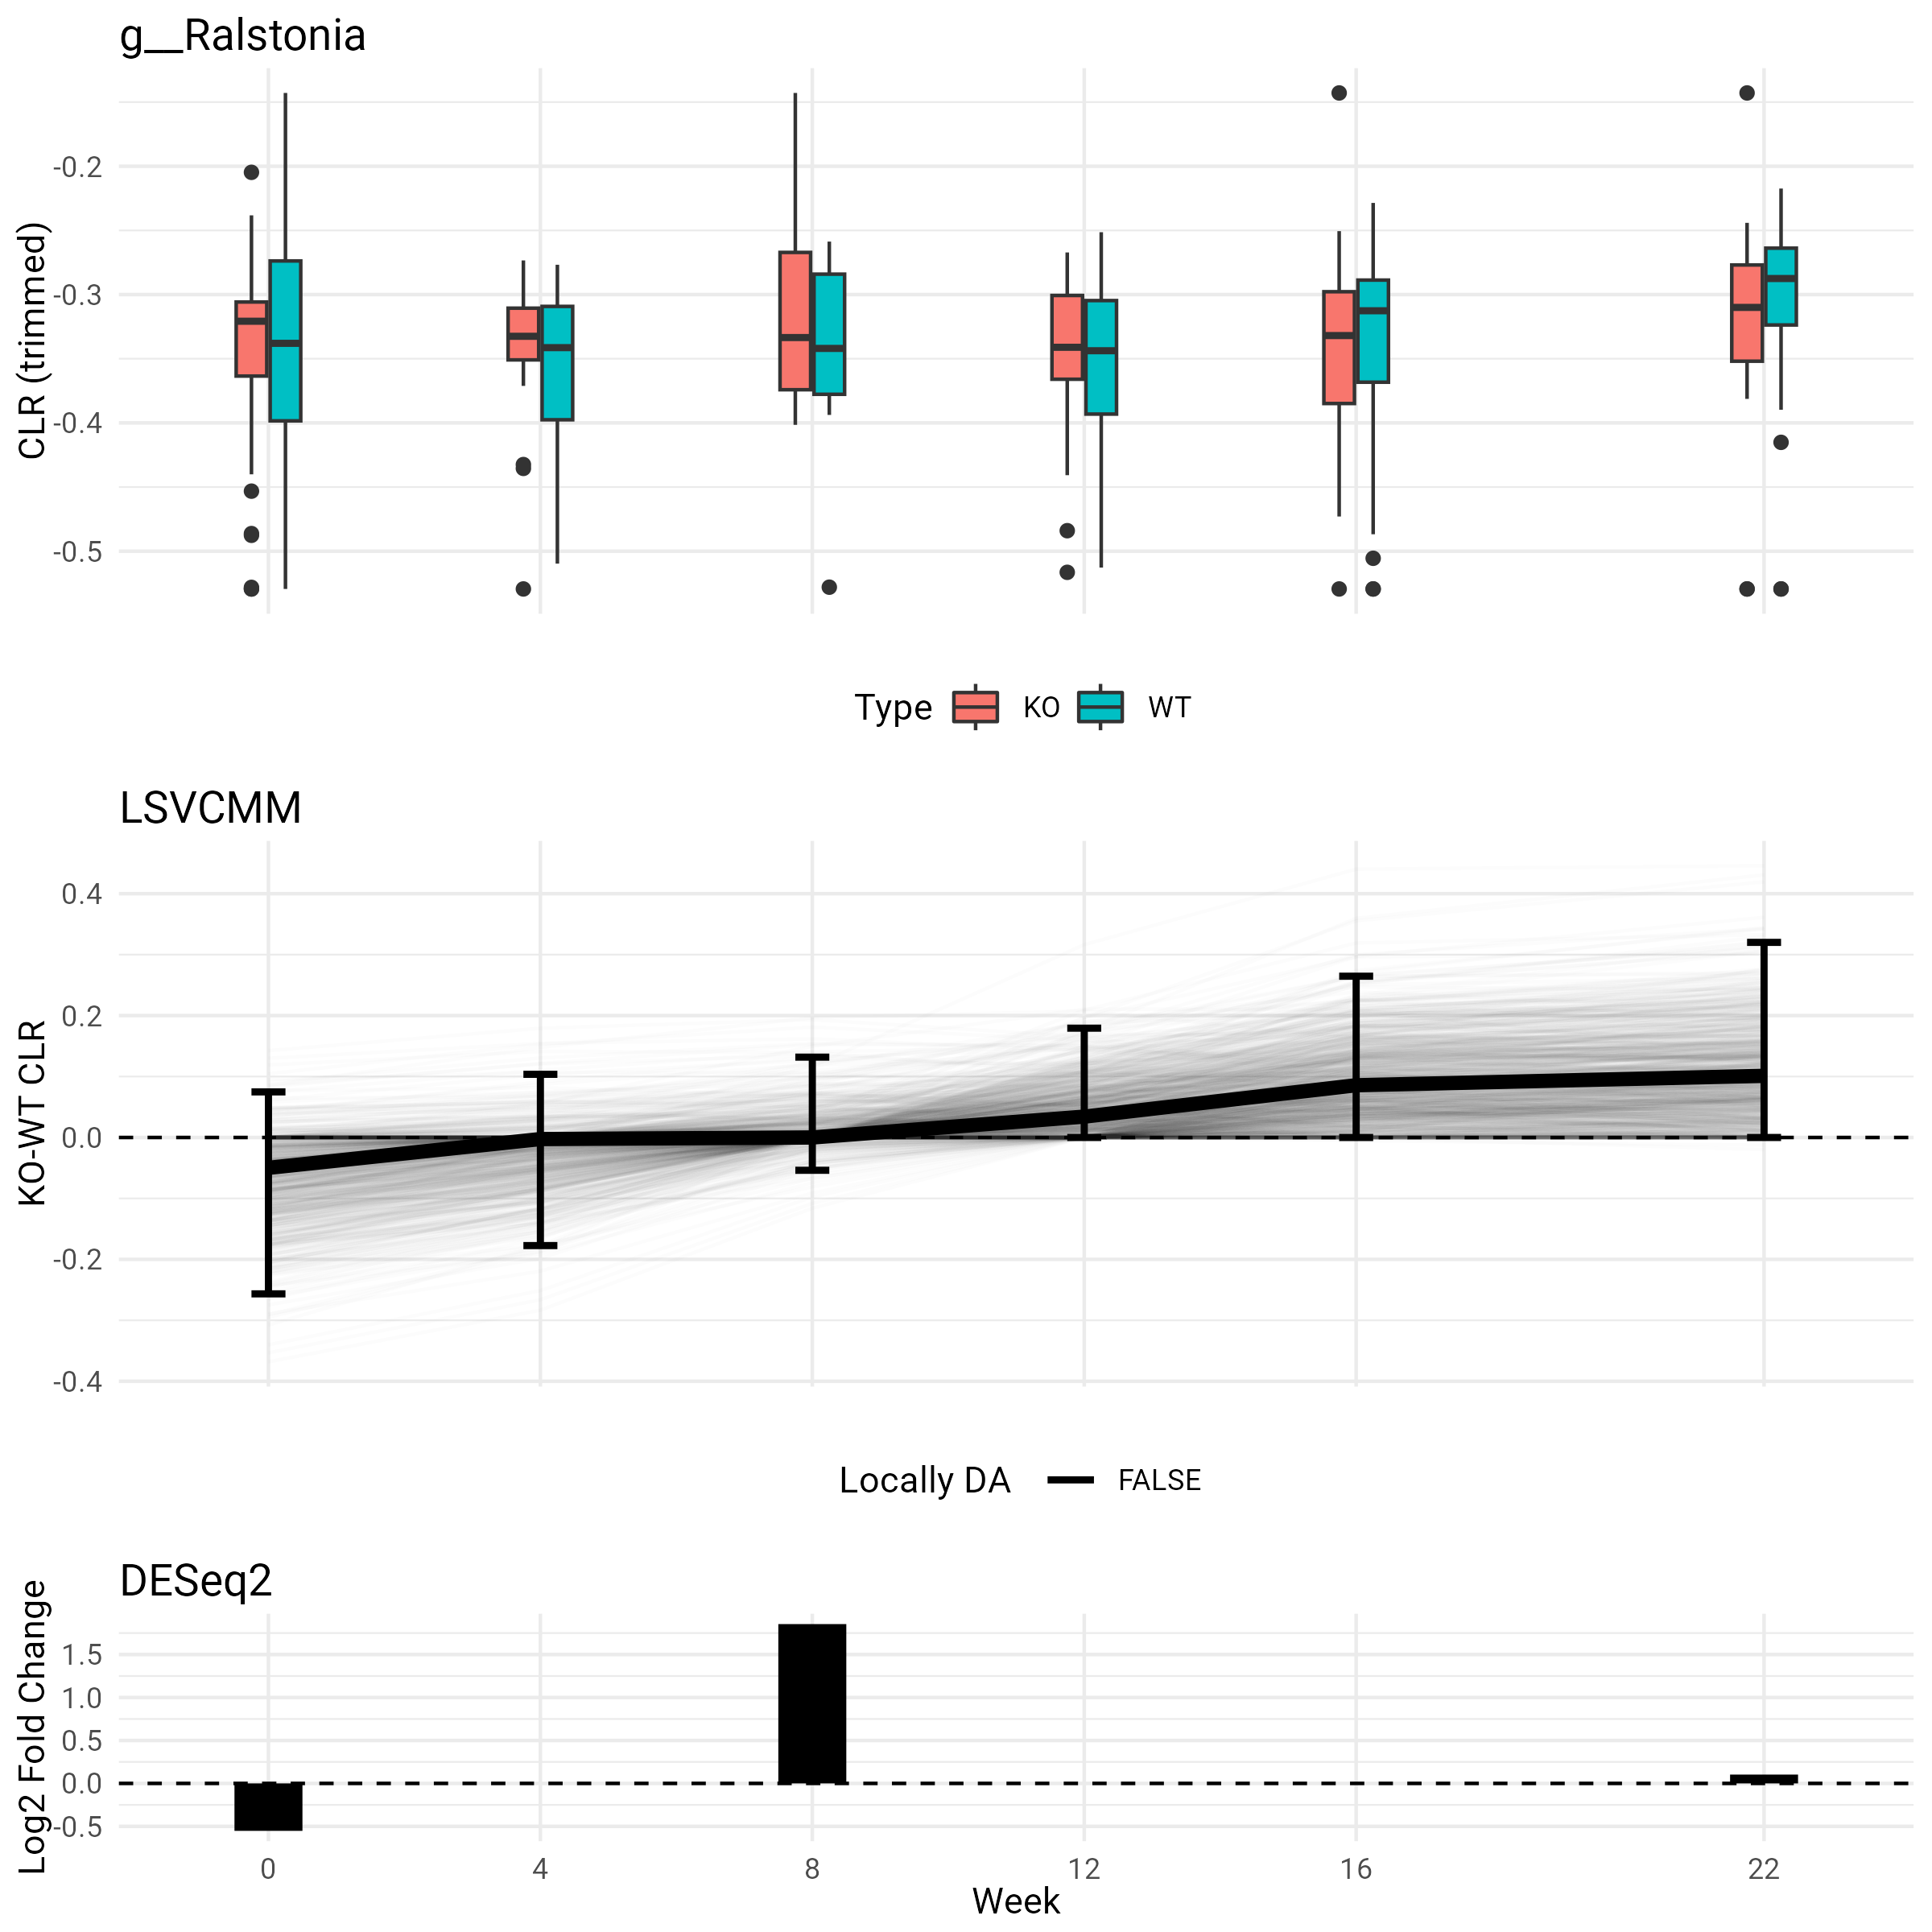 g__Ralstonia
CLR (trimmed)
-0.2
-0.3
-0.4
-0.5
Type KO WT
LSVCMM
KO-WT CLR
0.4
0.2
0.0
-0.2
-0.4
Locally DA FALSE
DESeq2
Log2 Fold Change
1.5
1.0
0.5
0.0
-0.5
0 4 8 12 16 22
Week